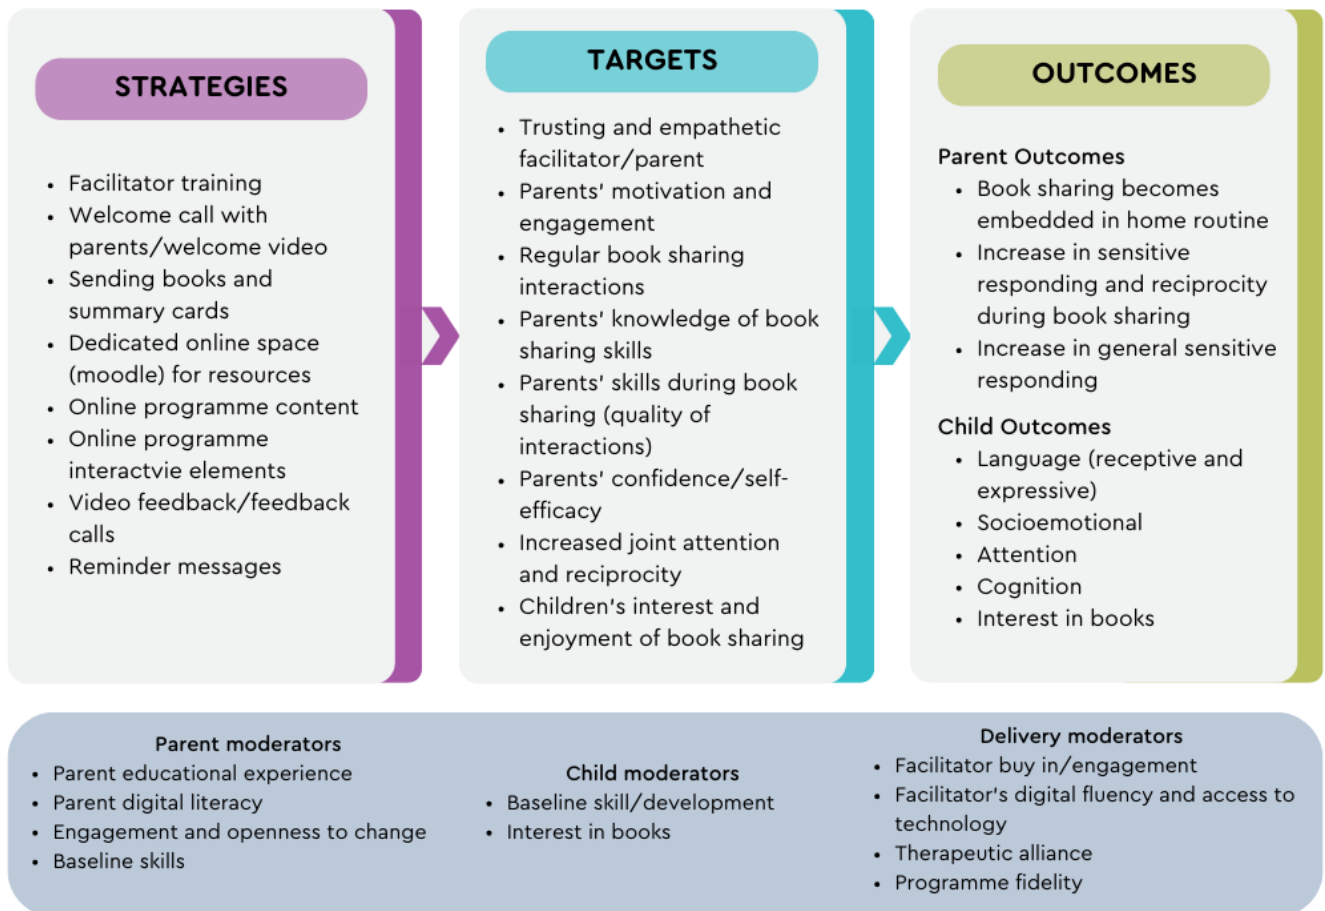 STRATEGIES
• Facilitator training
• Welcome call with
parents/welcome video
• Sending books and
summary cards
• Dedicated online space
(moodle) for resources
• Online programme content
• Online programme
interactvie elements
• Video feedback/feedback
calls
• Reminder messages
TARGETS
• Trusting and empathetic
facilitator/parent
• Parents' motivation and
engagement
• Regular book sharing
interactions
• Parents' knowledge of book
sharing skills
• Parents' skills during book
sharing (quality of
interactions)
• Parents' confidence/self-
efficacy
• Increased joint attention
and reciprocity
• Children's interest and
enjoyment of book sharing
OUTCOMES
Parent Outcomes
• Book sharing becomes
embedded in home routine
• Increase in sensitive
responding and reciprocity
during book sharing
• Increase in general sensitive
responding
Child Outcomes
• Language (receptive and
expressive)
• Socioemotional
• Attention
• Cognition
• Interest in books
Parent moderators
• Parent educational experience
• Parent digital literacy
• Engagement and openness to change
• Baseline skills
Child moderators
• Baseline skill/development
• Interest in books
Delivery moderators
• Facilitator buy in/engagement
• Facilitator's digital fluency and access to
technology
• Therapeutic alliance
• Programme fidelity